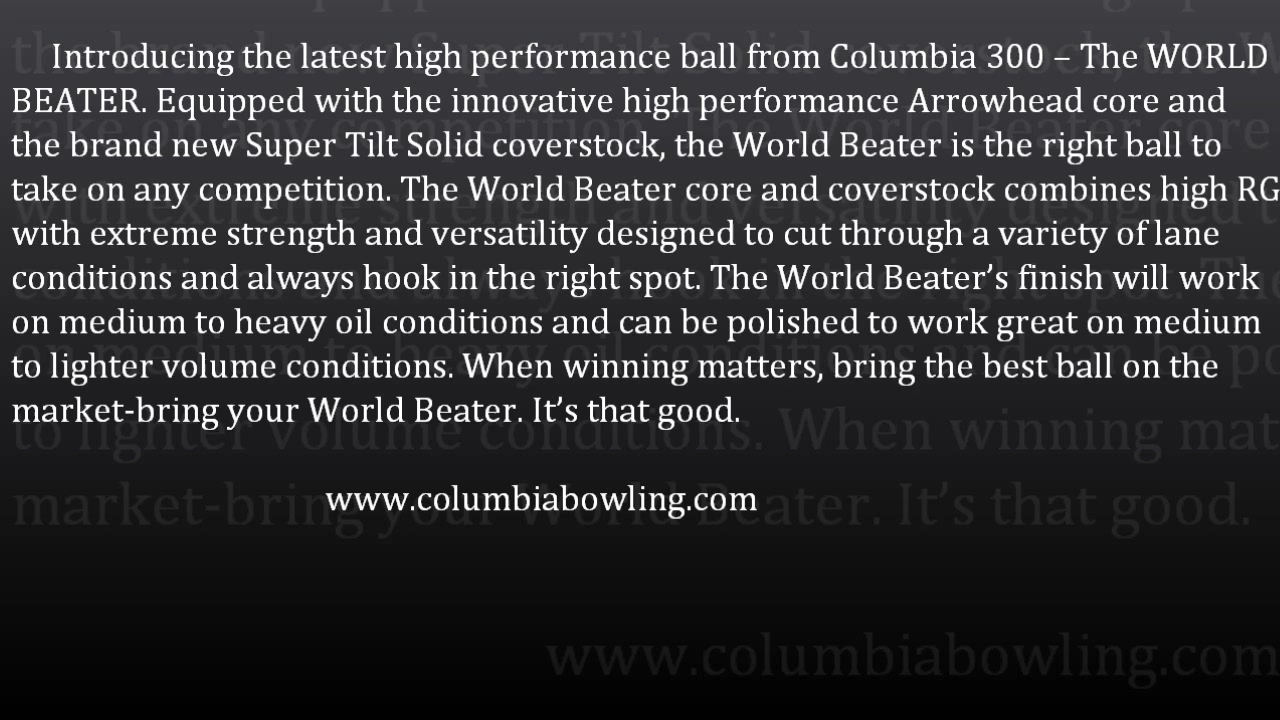 Introducing the latest high performance ball from Columbia 300 – The WORLD
BEATER. Equipped with the innovative high performance Arrowhead core and
the brand new Super Tilt Solid coverstock, the World Beater is the right ball to
take on any competition. The World Beater core and coverstock combines high RG
with extreme strength and versatility designed to cut through a variety of lane
conditions and always hook in the right spot. The World Beater’s finish will work
on medium to heavy oil conditions and can be polished to work great on medium
to lighter volume conditions. When winning matters, bring the best ball on the
market-bring your World Beater. It’s that good.
www.columbiabowling.com
www.columbiabowling.com